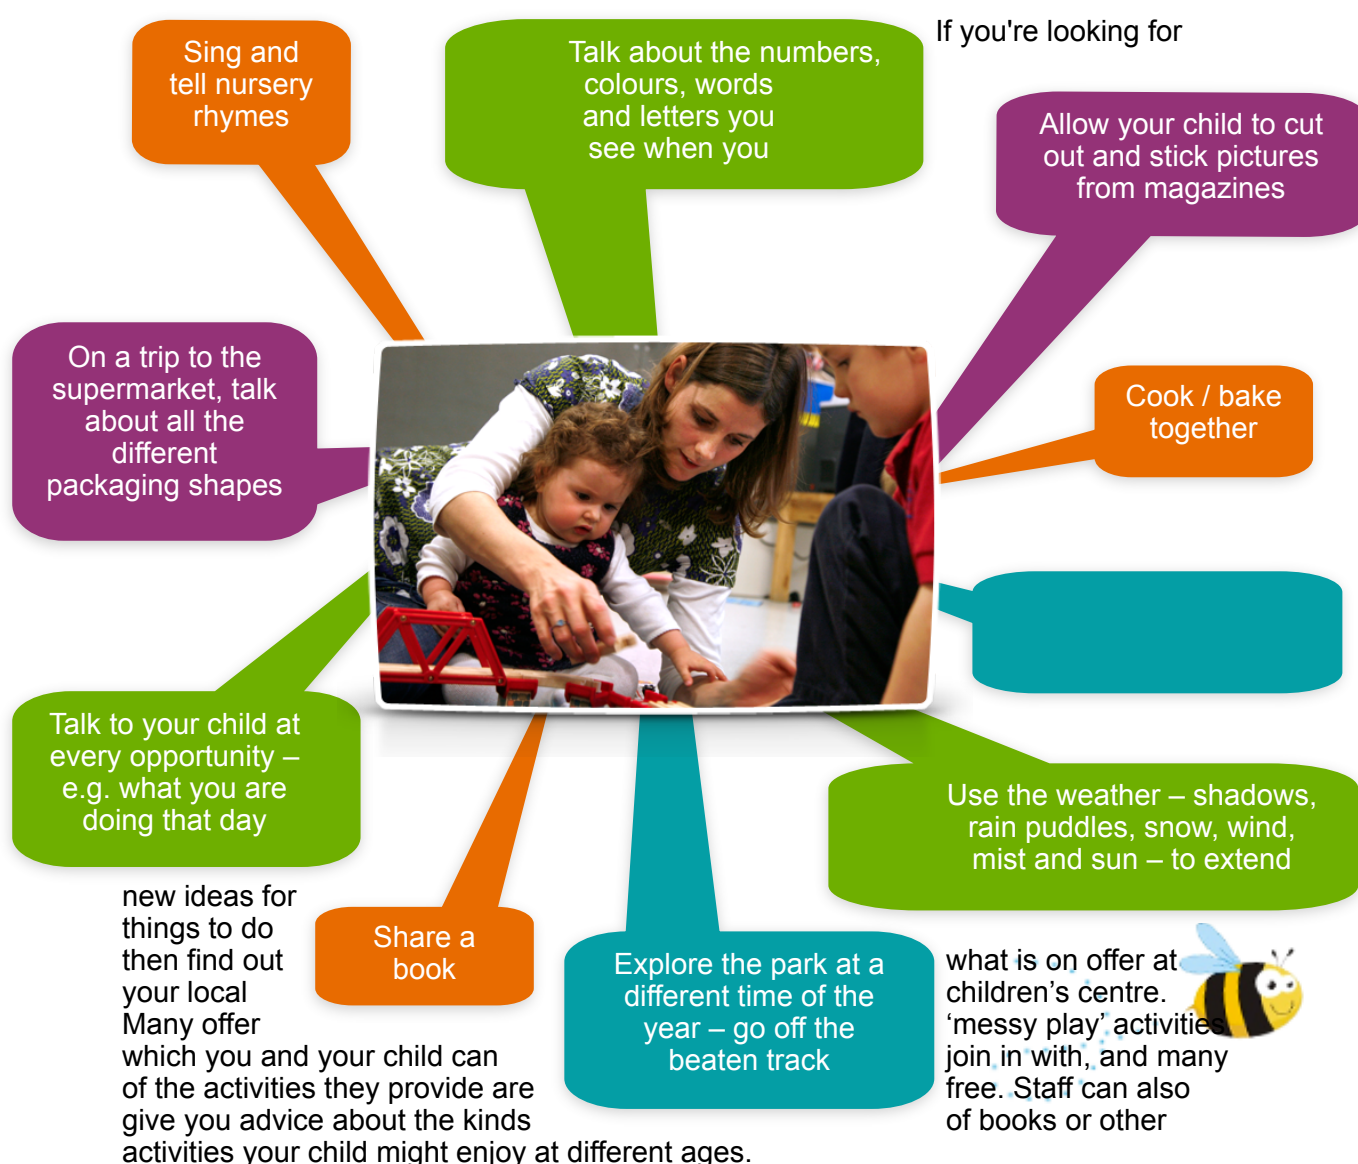 If you're looking for
Sing and
tell nursery
rhymes
Talk about the numbers,
colours, words
and letters you
see when you
Allow your child to cut
out and stick pictures
from magazines
On a trip to the
supermarket, talk
about all the
different
packaging shapes
Cook / bake
together
Talk to your child at
every opportunity –
e.g. what you are
doing that day
Use the weather – shadows,
rain puddles, snow, wind,
mist and sun – to extend
Share a
book
Explore the park at a
different time of the
year – go off the
beaten track
new ideas for
things to do
then find out what is on offer at
your local children’s centre.
Many offer ‘messy play’ activities
which you and your child can join in with, and many
of the activities they provide are free. Staff can also
give you advice about the kinds of books or other
activities your child might enjoy at different ages.